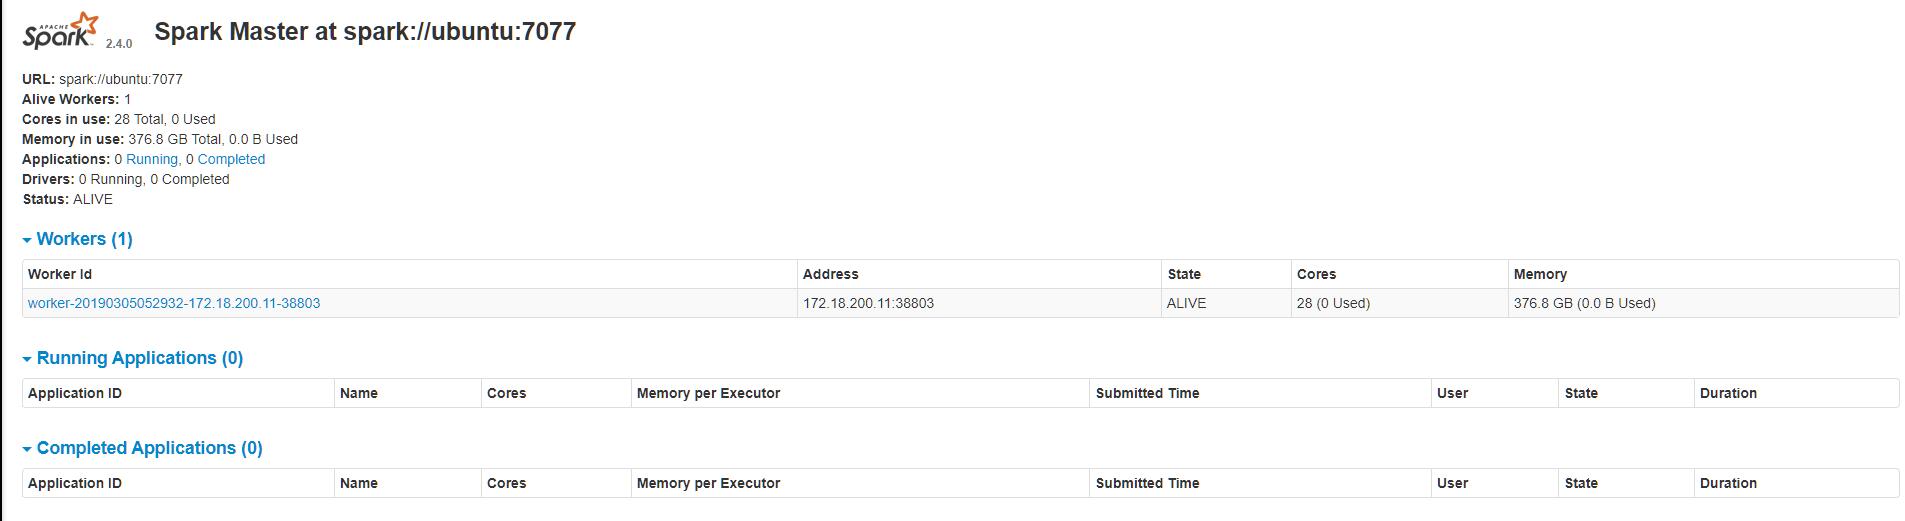 APACHE
Spark 2.4.0 Spark Master at spark://ubuntu:7077
URL: spark://ubuntu:7077
Alive Workers: 1
Cores in use: 28 Total, 0 Used
Memory in use: 376.8 GB Total, 0.0 B Used
Applications: 0 Running, 0 Completed
Drivers: 0 Running, 0 Completed
Status: ALIVE
Workers (1)
Worker Id Address State Cores Memory
worker-20190305052932-172.18.200.11-38803 172.18.200.11:38803 ALIVE 28 (0 Used) 376.8 GB (0.0 B Used)
Running Applications (0)
Application ID Name Cores Memory per Executor Submitted Time User State Duration
Completed Applications (0)
Application ID Name Cores Memory per Executor Submitted Time User State Duration